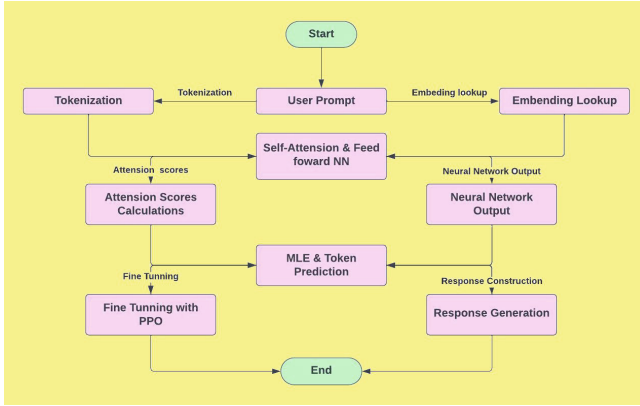 Start
Tokenization
Tokenization
User Prompt
Embeding lookup
Embending Lookup
Self-Attension & Feed
foward NN
Attension scores
Neural Network Output
Attension Scores
Calculations
Neural Network
Output
MLE & Token
Prediction
Fine Tunning
Response Construction
Fine Tunning with
PPO
Response Generation
End